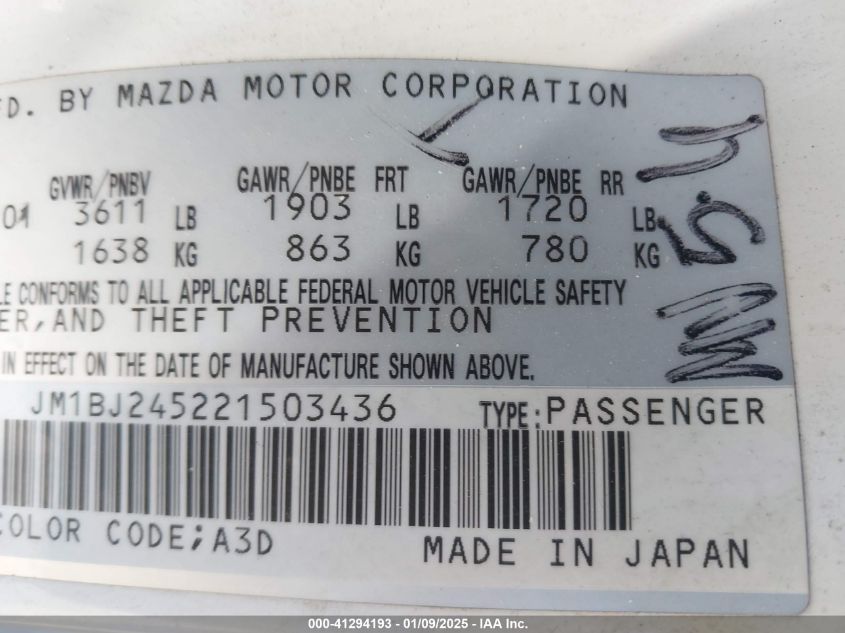 FD. BY MAZDA MOTOR CORPORATION
GVWR/PNBV GAWR/PNBE FRT GAWR/PNBE RR
01 3611 LB 1903 LB 1720 LB
1638 KG 863 KG 780 KG
LE CONFORMS TO ALL APPLICABLE FEDERAL MOTOR VEHICLE SAFETY
ER,AND THEFT PREVENTION
IN EFFECT ON THE DATE OF MANUFACTURE SHOWN ABOVE.
JM1BJ245221503436 TYPE:PASSENGER
COLOR CODE;A3D
MADE IN JAPAN
000-41294193 - 01/09/2025 - IAA Inc.